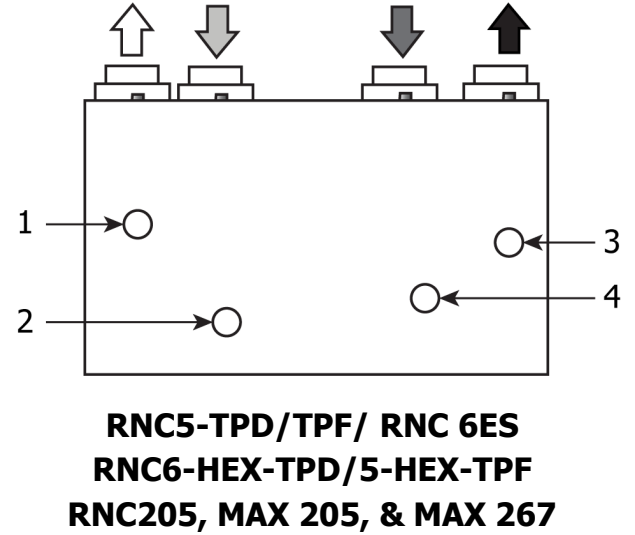 1
3
4
2
RNC5-TPD/TPF/ RNC 6ES
RNC6-HEX-TPD/5-HEX-TPF
RNC205, MAX 205, & MAX 267